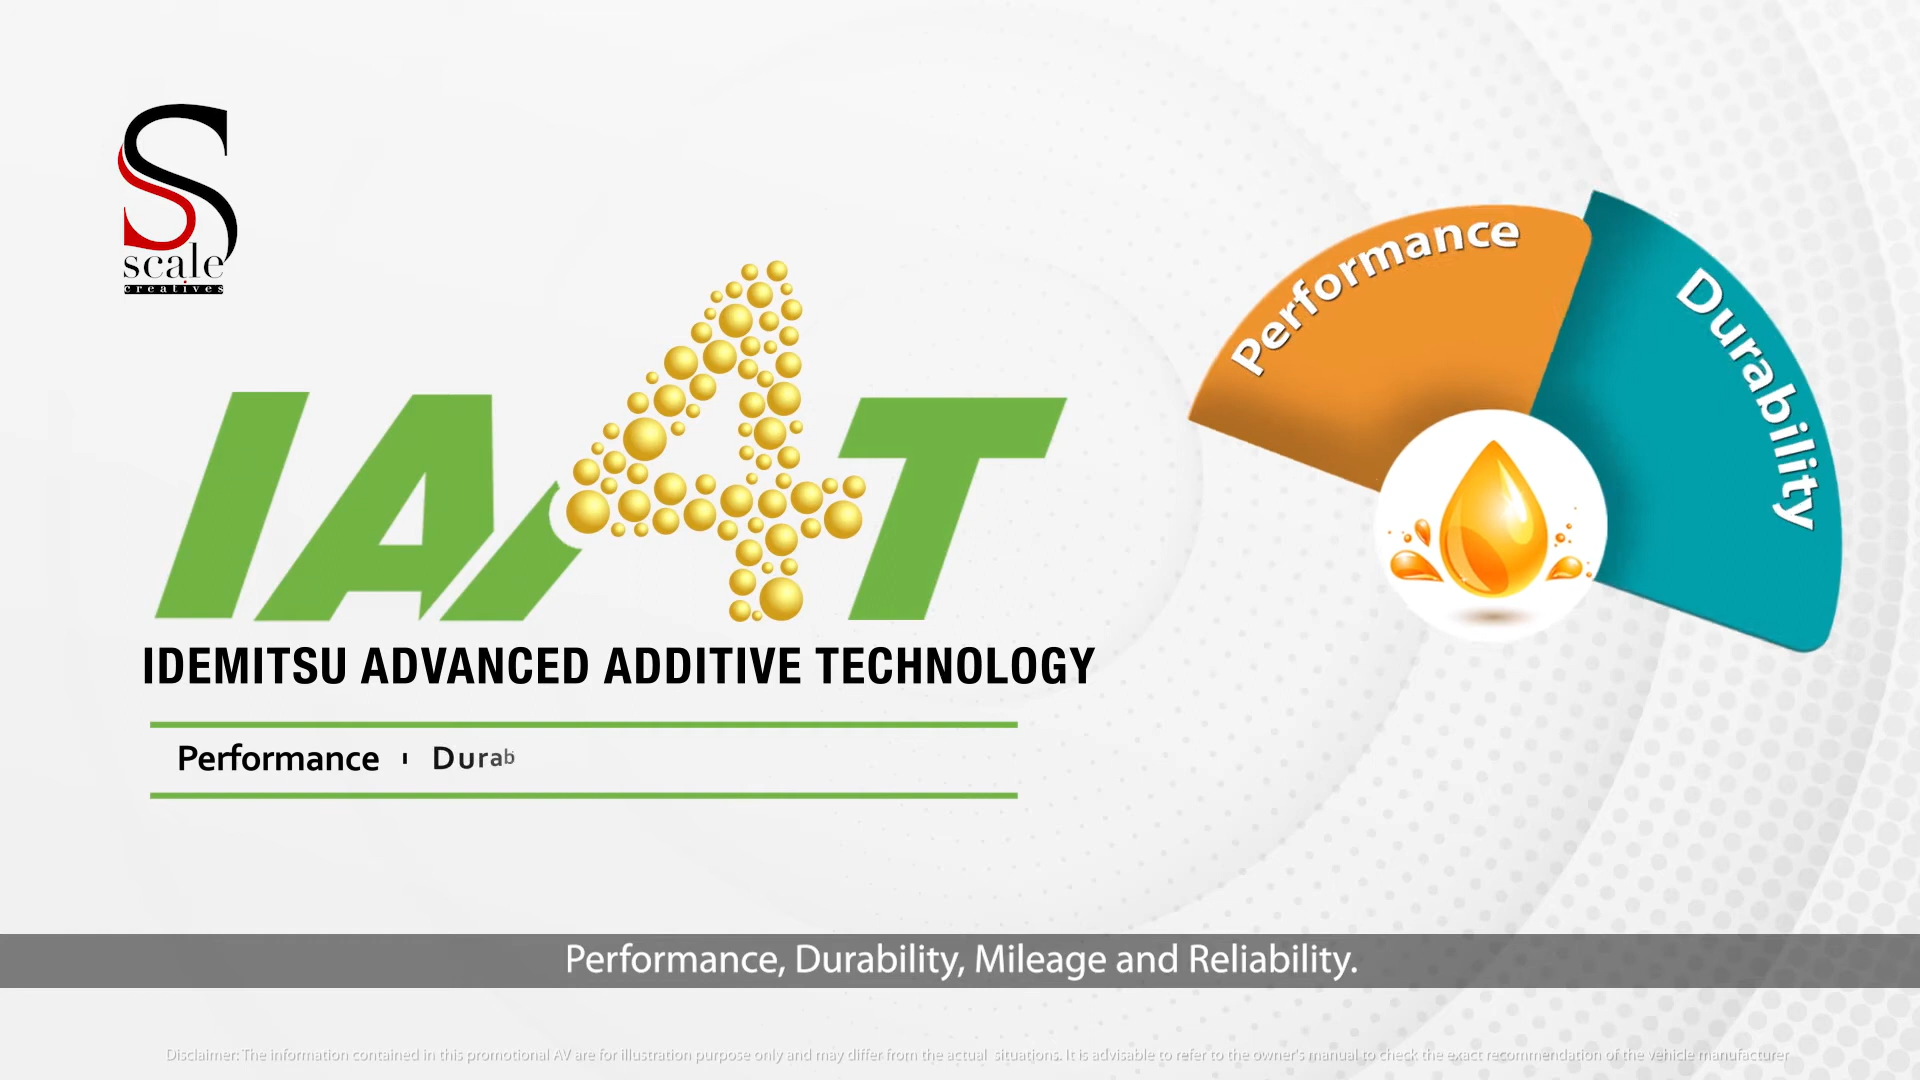 S
scale
creatives
IA4T
IDEMITSU ADVANCED ADDITIVE TECHNOLOGY
Performance ı Durab
Performance
Durability
Performance, Durability, Mileage and Reliability.
Disclaimer: The information contained in this promotional AV are for illustration purpose only and may differ from the actual situations. It is advisable to refer to the owner's manual to check the exact recommendation of the vehicle manufacturer